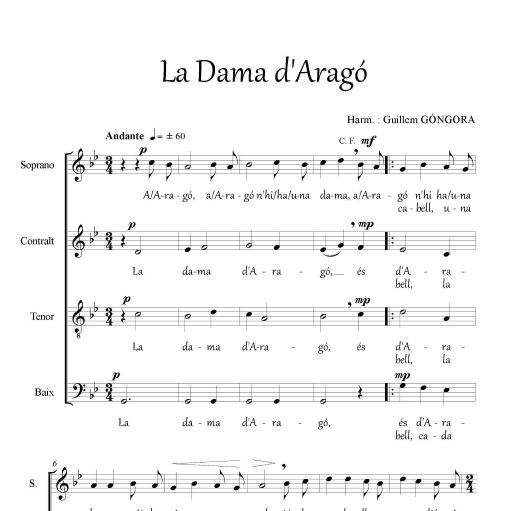 La Dama d'Aragó
Harm. : Guillem GÓNGORA
Andante ♩= ± 60
p
C. F. mf
Soprano
A/A-ra - gó, a/A-ra - gó n'hi/ha/una da-ma, a/A-ra - gó n'hi ha/u-na
ca - bell, u - na
p
mp
Contralt
La da-ma d'A - ra - gó, és d'A - ra -
bell, la
p
mp
Tenor
La da - ma d'A-ra - gó, és d'A - ra -
bell, la
p
mp
Baix
La da - ma d'A - ra - gó, és d'A - ra -
bell, ca - da
6
S.